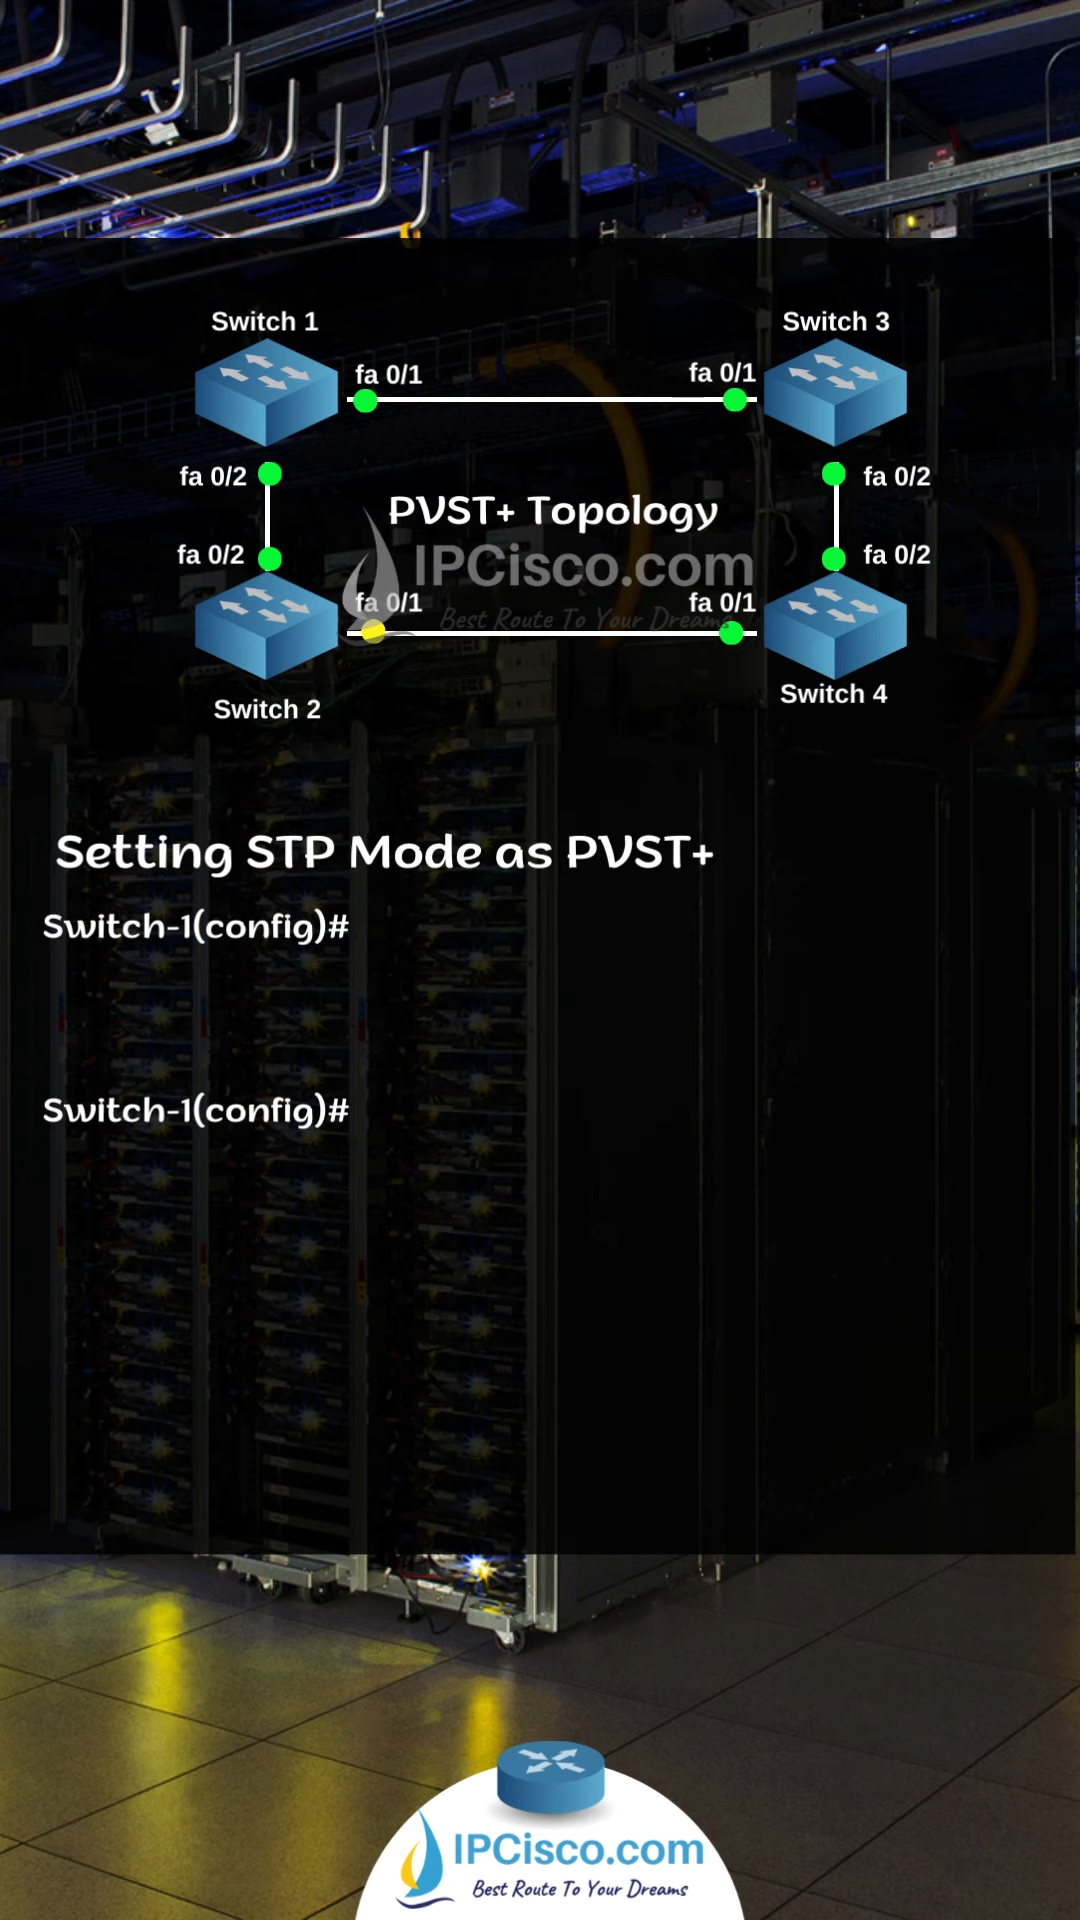 Switch 1
Switch 3
fa 0/1
fa 0/1
fa 0/2
fa 0/2
PVST+ Topology
IPCisco.com
Best Route To Your Dreams
fa 0/2
fa 0/2
fa 0/1
fa 0/1
Switch 2
Switch 4
Setting STP Mode as PVST+
Switch-1(config)#
Switch-1(config)#
IPCisco.com
Best Route To Your Dreams